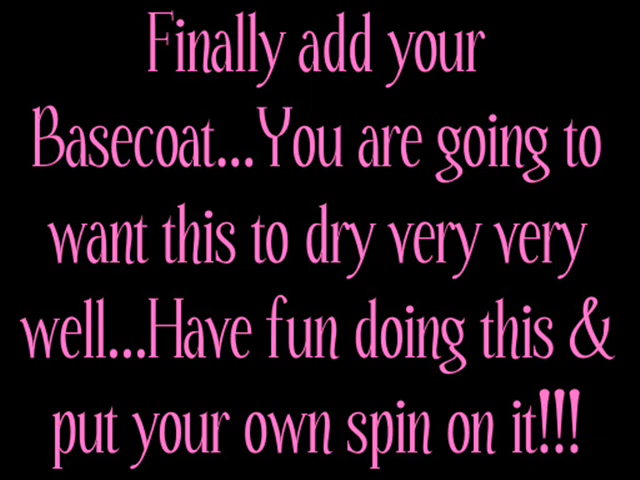 Finally add your
Basecoat...You are going to
want this to dry very very
well...Have fun doing this &
put your own spin on it!!!